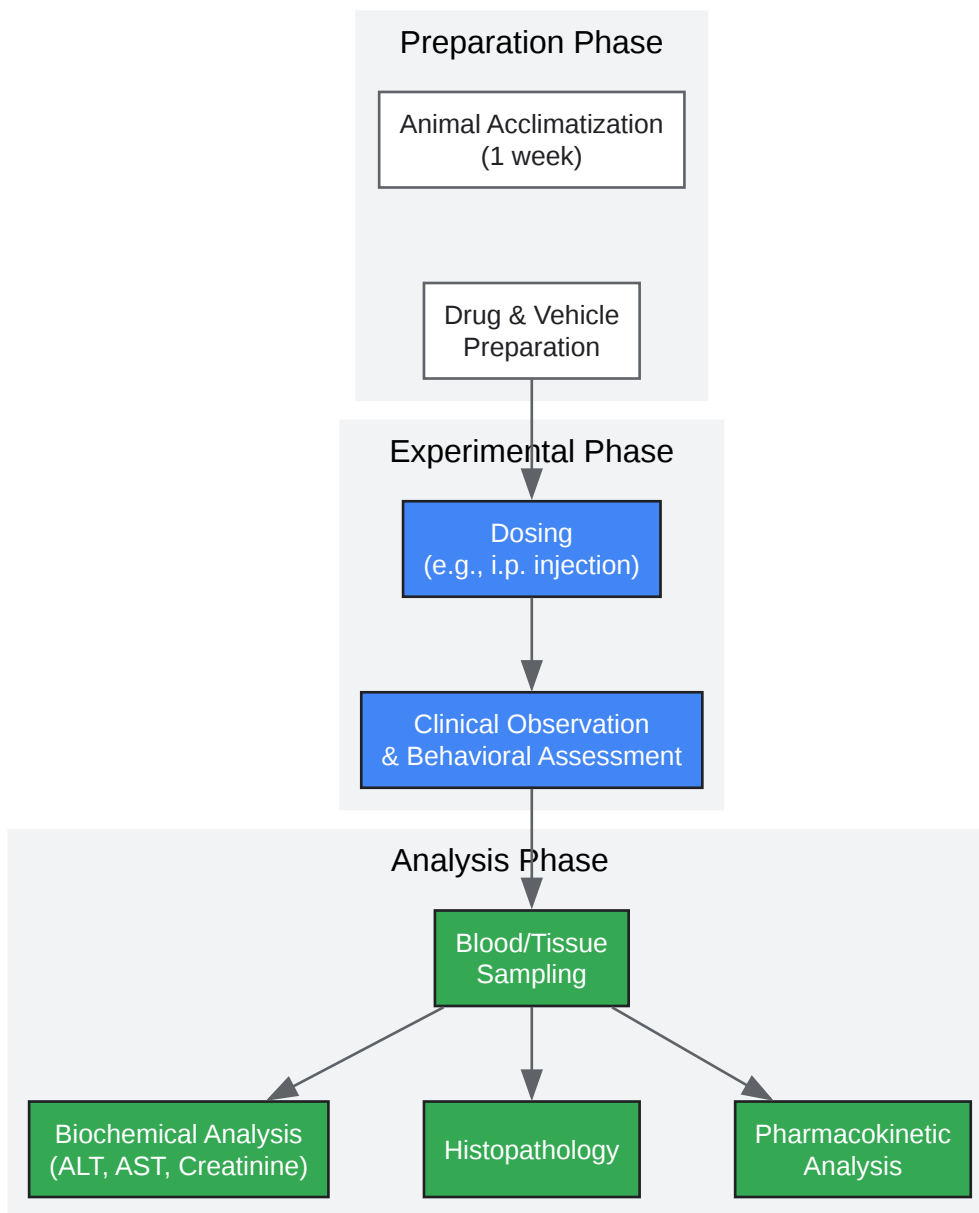 Preparation Phase
Animal Acclimatization
(1 week)
Drug & Vehicle
Preparation
Experimental Phase
Dosing
(e.g., i.p. injection)
Clinical Observation
& Behavioral Assessment
Analysis Phase
Blood/Tissue
Sampling
Biochemical Analysis
(ALT, AST, Creatinine)
Histopathology
Pharmacokinetic
Analysis